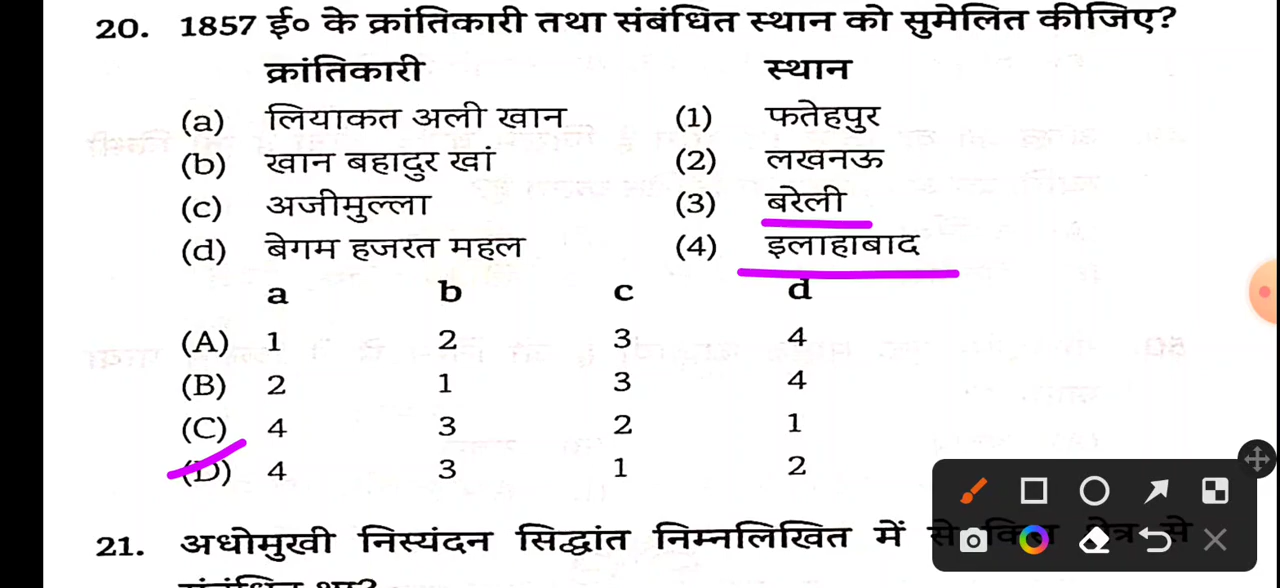 20. 1857 ई० के क्रांतिकारी तथा संबंधित स्थान को सुमेलित कीजिए?
क्रांतिकारी स्थान
(a) लियाकत अली खान (1) फतेहपुर
(b) खान बहादुर खां (2) लखनऊ
(c) अजीमुल्ला (3) बरेली
(d) बेगम हजरत महल (4) इलाहाबाद
a b c d
(A) 1 2 3 4
(B) 2 1 3 4
(C) 4 3 2 1
(D) 4 3 1 2
21. अधोमुखी निस्यंदन सिद्धांत निम्नलिखित में से